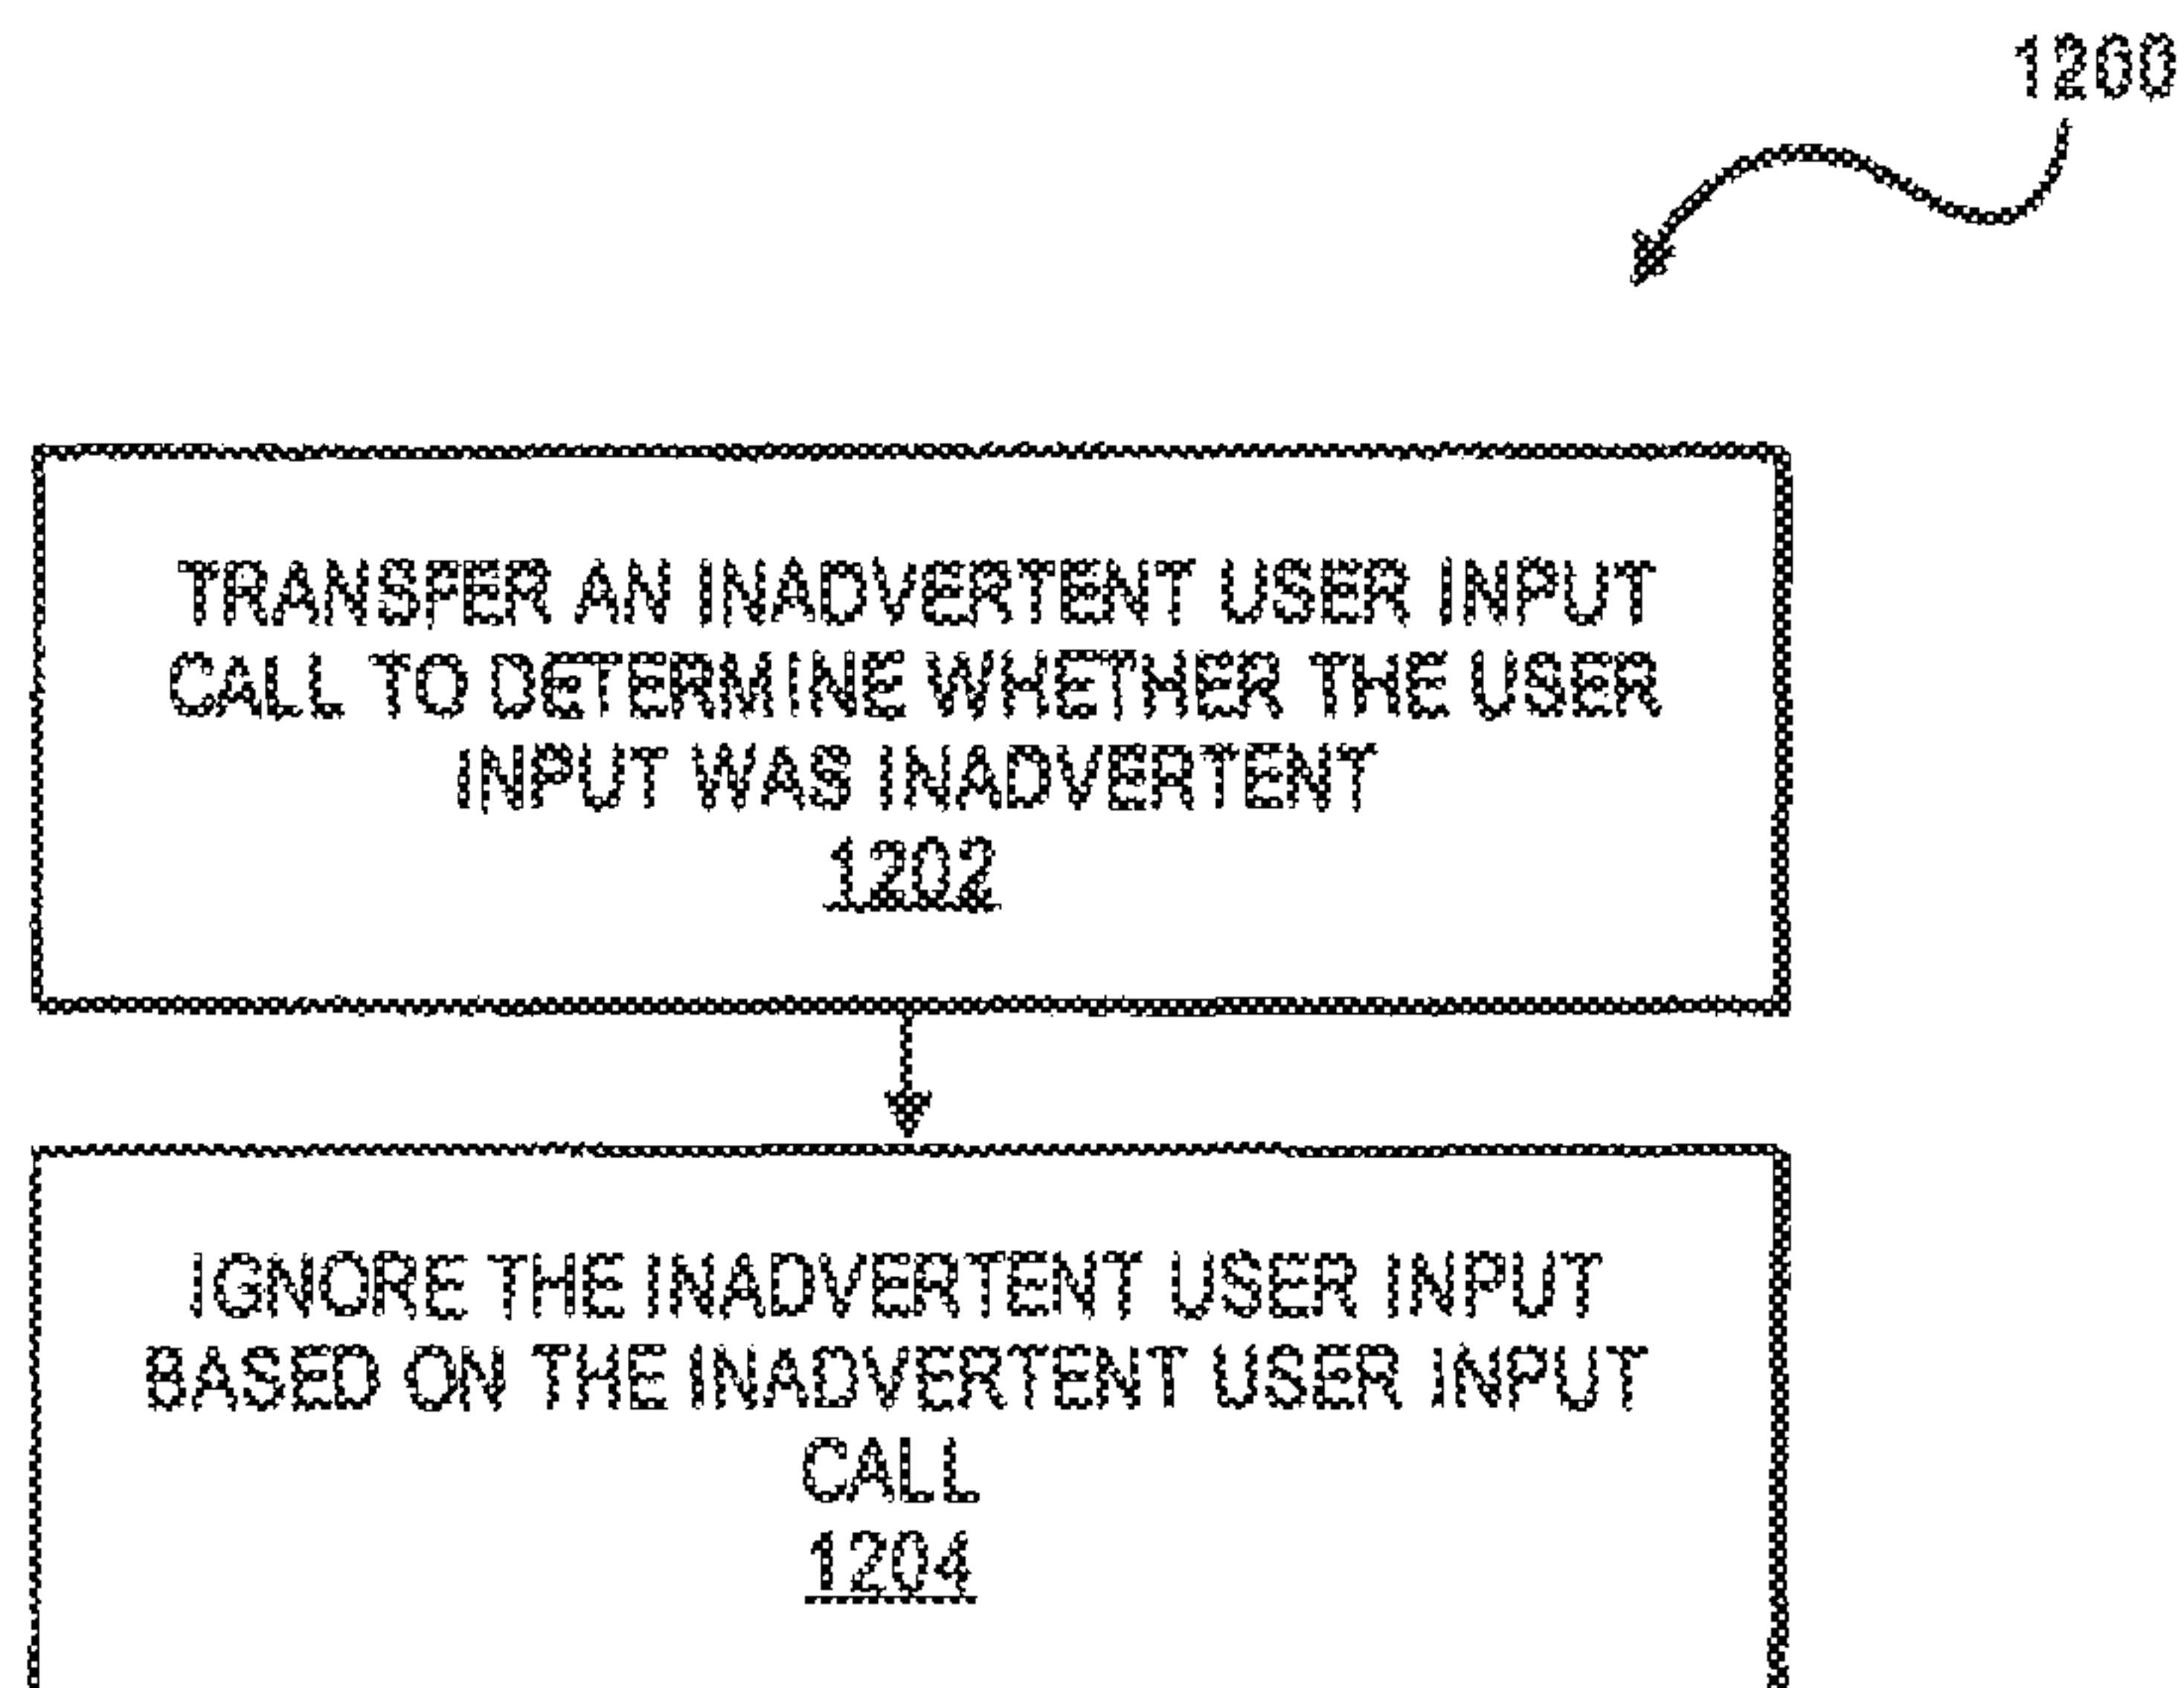 1200
TRANSFER AN INADVERTENT USER INPUT
CALL TO DETERMINE WHETHER THE USER
INPUT WAS INADVERTENT
1202
IGNORE THE INADVERTENT USER INPUT
BASED ON THE INADVERTENT USER INPUT
CALL
1204